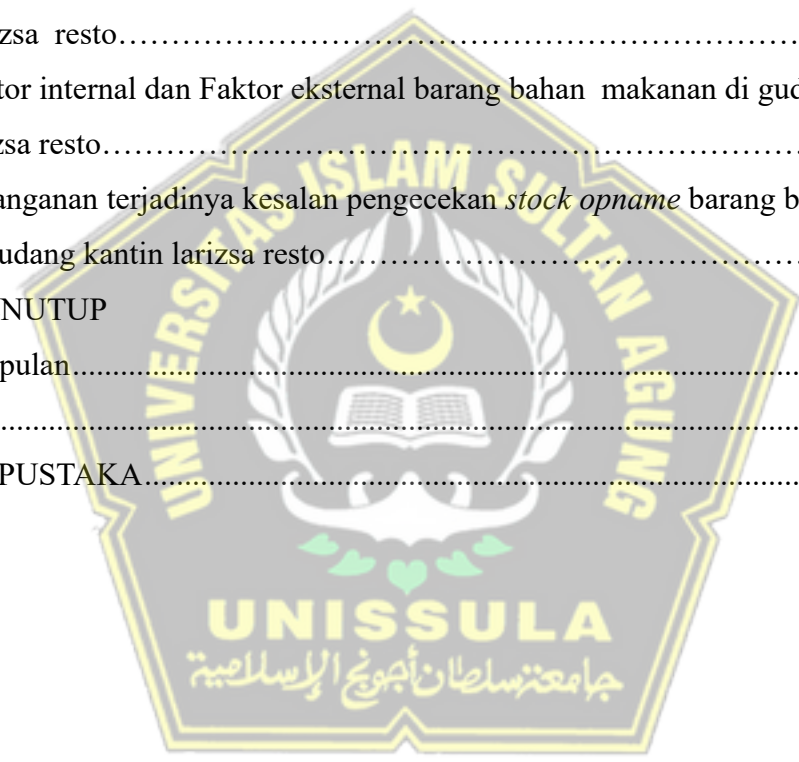 zsa resto……………………………………………………
tor internal dan Faktor eksternal barang bahan makanan di gud
zsa resto……………………………………………………
anganan terjadinya kesalan pengecekan stock opname barang b
udang kantin larizsa resto………………………………
NUTUP
pulan..........................................................................
..................................................................................
PUSTAKA..................................................................
UNIVERSITAS ISLAM SULTAN AGUNG
UNISSULA
جامعة سلطان أجونج الإسلامية